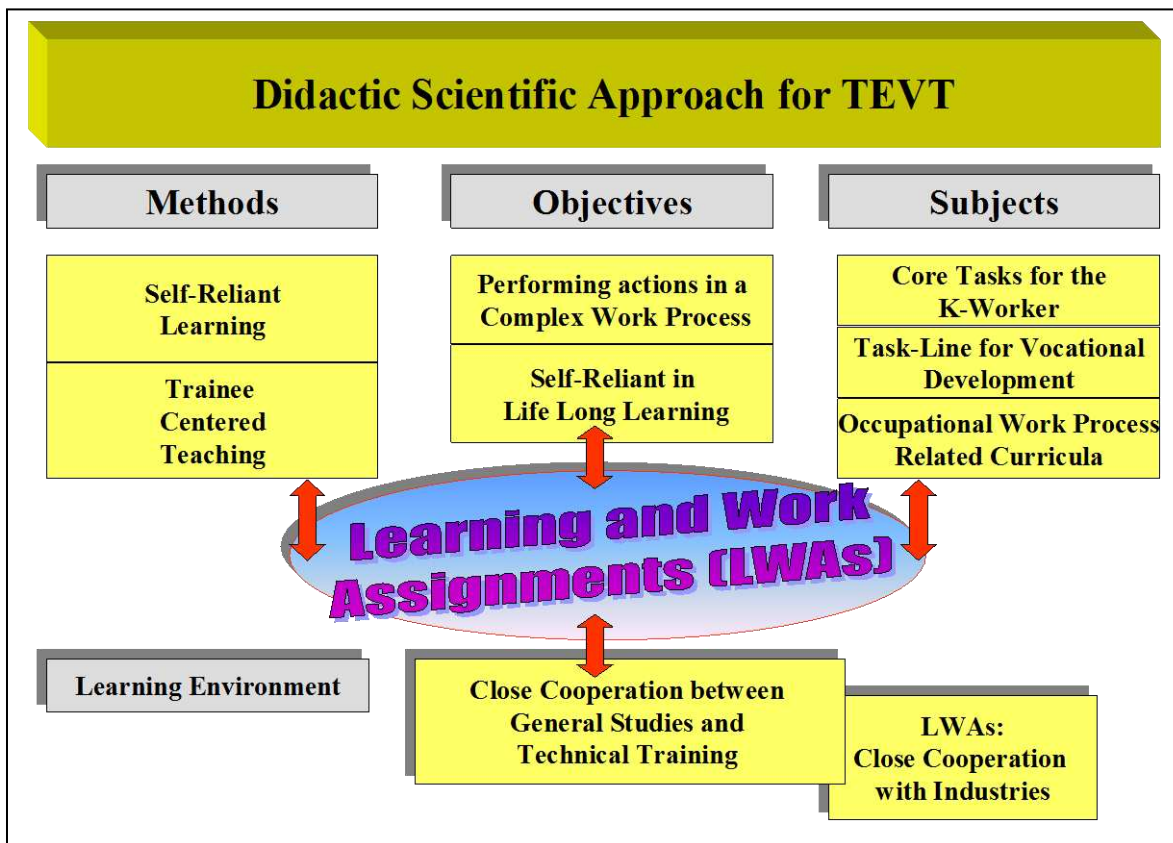 Didactic Scientific Approach for TEVT
Methods
Objectives
Subjects
Self-Reliant
Learning
Trainee
Centered
Teaching
Performing actions in a
Complex Work Process
Self-Reliant in
Life Long Learning
Core Tasks for the
K-Worker
Task-Line for Vocational
Development
Occupational Work Process
Related Curricula
Learning and Work
Assignments (LWAs)
Learning Environment
Close Cooperation between
General Studies and
Technical Training
LWAs:
Close Cooperation
with Industries